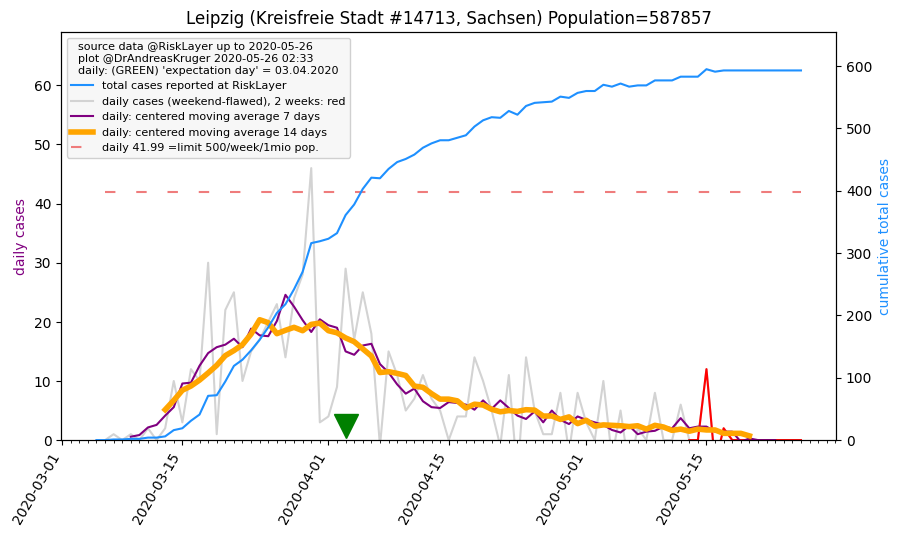 Leipzig (Kreisfreie Stadt #14713, Sachsen) Population=587857
source data @RiskLayer up to 2020-05-26
plot @DrAndreasKruger 2020-05-26 02:33
daily: (GREEN) 'expectation day' = 03.04.2020
total cases reported at RiskLayer
daily cases (weekend-flawed), 2 weeks: red
daily: centered moving average 7 days
daily: centered moving average 14 days
daily 41.99 =limit 500/week/1mio pop.
daily cases
60
50
40
30
20
10
0
cumulative total cases
600
500
400
300
200
100
0
2020-03-01
2020-03-15
2020-04-01
2020-04-15
2020-05-01
2020-05-15